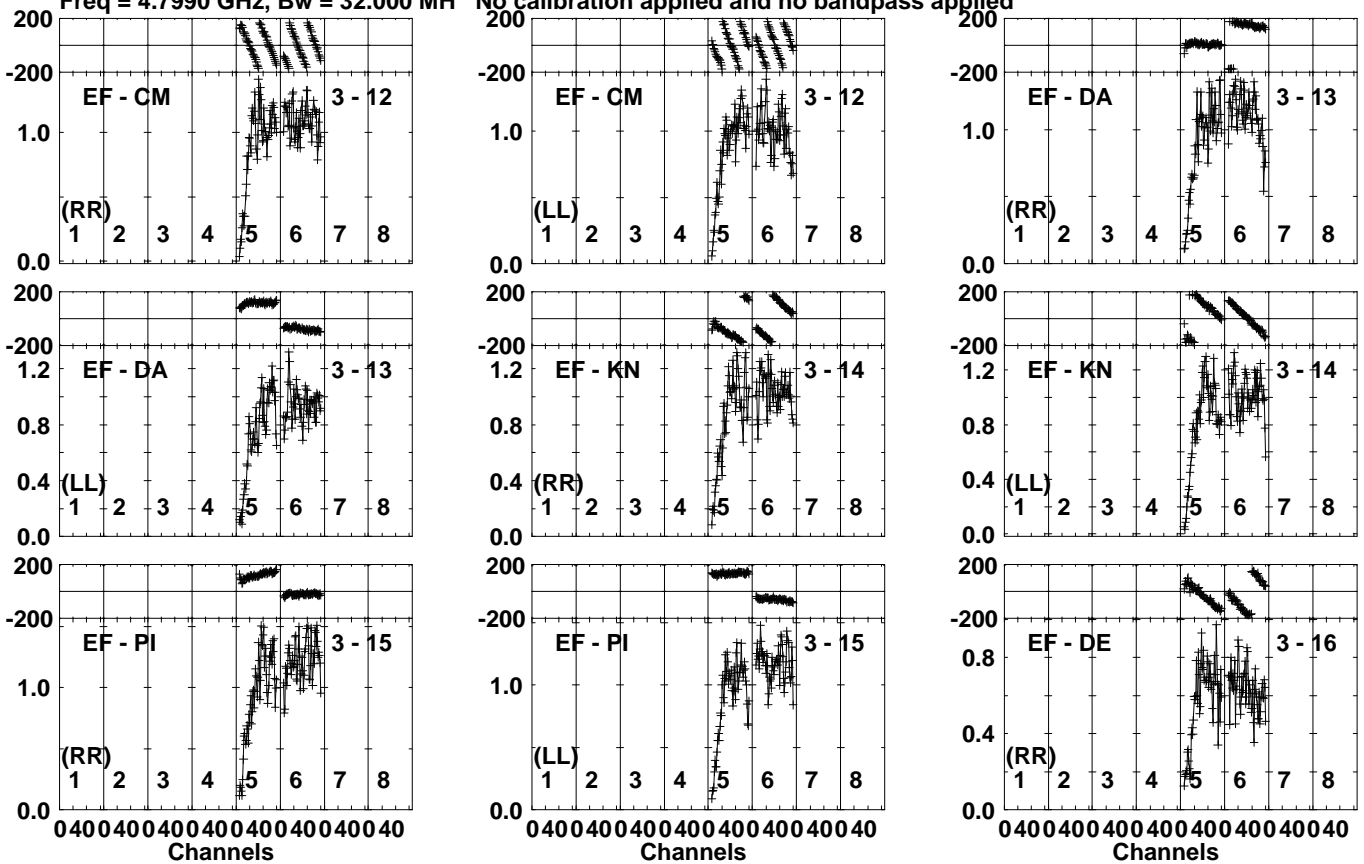 Freq = 4.7990 GHz, Bw = 32.000 MH No calibration applied and no bandpass applied
200 200 200
-200 -200 -200
EF - CM 3 - 12 EF - CM 3 - 12 EF - DA 3 - 13
1.0 1.0 1.0
(RR) (LL) (RR)
1 2 3 4 5 6 7 8 1 2 3 4 5 6 7 8 1 2 3 4 5 6 7 8
0.0 0.0 0.0
200 200 200
-200 -200 -200
EF - DA 3 - 13 EF - KN 3 - 14 EF - KN 3 - 14
1.2 1.2 1.2
0.8 0.8 0.8
0.4 0.4 0.4
(LL) (RR) (LL)
1 2 3 4 5 6 7 8 1 2 3 4 5 6 7 8 1 2 3 4 5 6 7 8
0.0 0.0 0.0
200 200 200
-200 -200 -200
EF - PI 3 - 15 EF - PI 3 - 15 EF - DE 3 - 16
1.0 1.0 0.8
0.4
(RR) (LL) (RR)
1 2 3 4 5 6 7 8 1 2 3 4 5 6 7 8 1 2 3 4 5 6 7 8
0.0 0.0 0.0
0 40 0 40 0 40 0 40 0 40 0 40 0 40 0 40 0 40 0 40 0 40 0 40 0 40 0 40 0 40 0 40 0 40 0 40 0 40 0 40 0 40 0 40 0 40 0 40
Channels Channels Channels